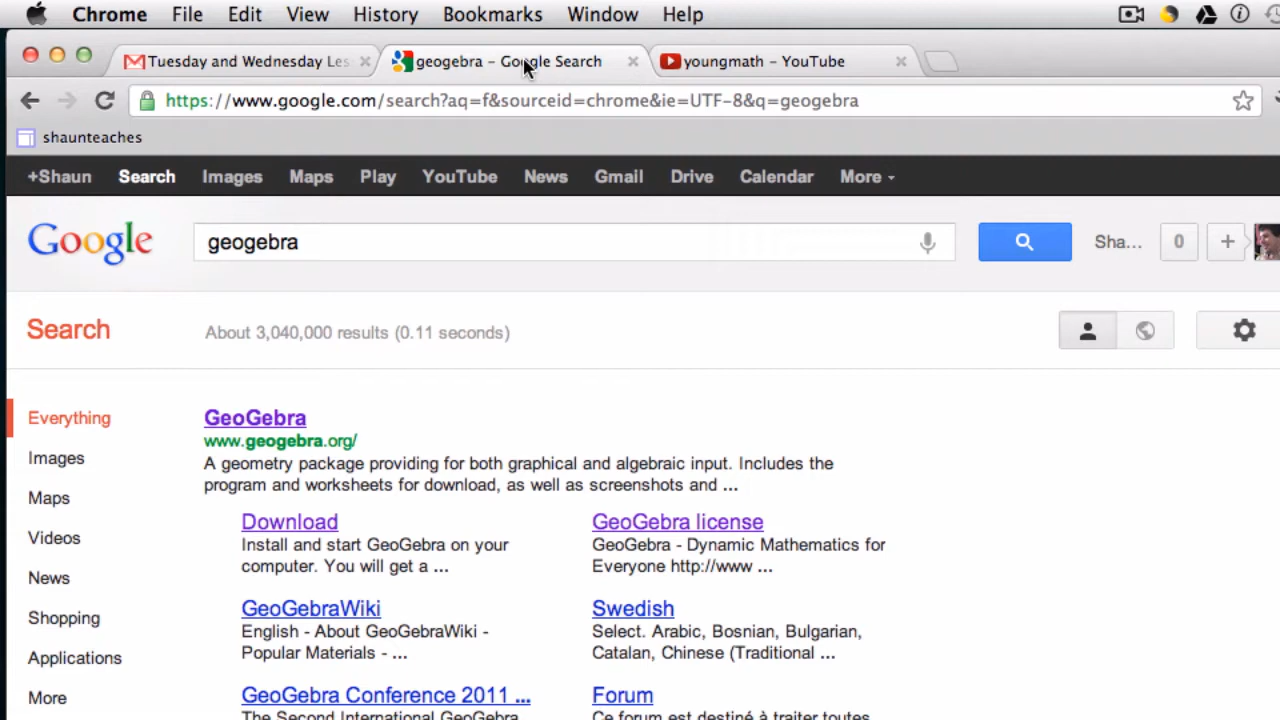 Chrome File Edit View History Bookmarks Window Help
Tuesday and Wednesday Les
geogebra – Google Search
youngmath – YouTube
https://www.google.com/search?aq=f&sourceid=chrome&ie=UTF-8&q=geogebra
shaunteaches
+Shaun Search Images Maps Play YouTube News Gmail Drive Calendar More
Google
geogebra
Sha...
0
+
Search
About 3,040,000 results (0.11 seconds)
Everything
Images
Maps
Videos
News
Shopping
Applications
More
GeoGebra
www.geogebra.org/
A geometry package providing for both graphical and algebraic input. Includes the
program and worksheets for download, as well as screenshots and ...
Download
Install and start GeoGebra on your
computer. You will get a ...
GeoGebra license
GeoGebra - Dynamic Mathematics for
Everyone http://www ...
GeoGebraWiki
English - About GeoGebraWiki -
Popular Materials - ...
Swedish
Select. Arabic, Bosnian, Bulgarian,
Catalan, Chinese (Traditional ...
GeoGebra Conference 2011 ...
The Second International GeoGebra
Forum
Ce forum est destiné à traiter toutes